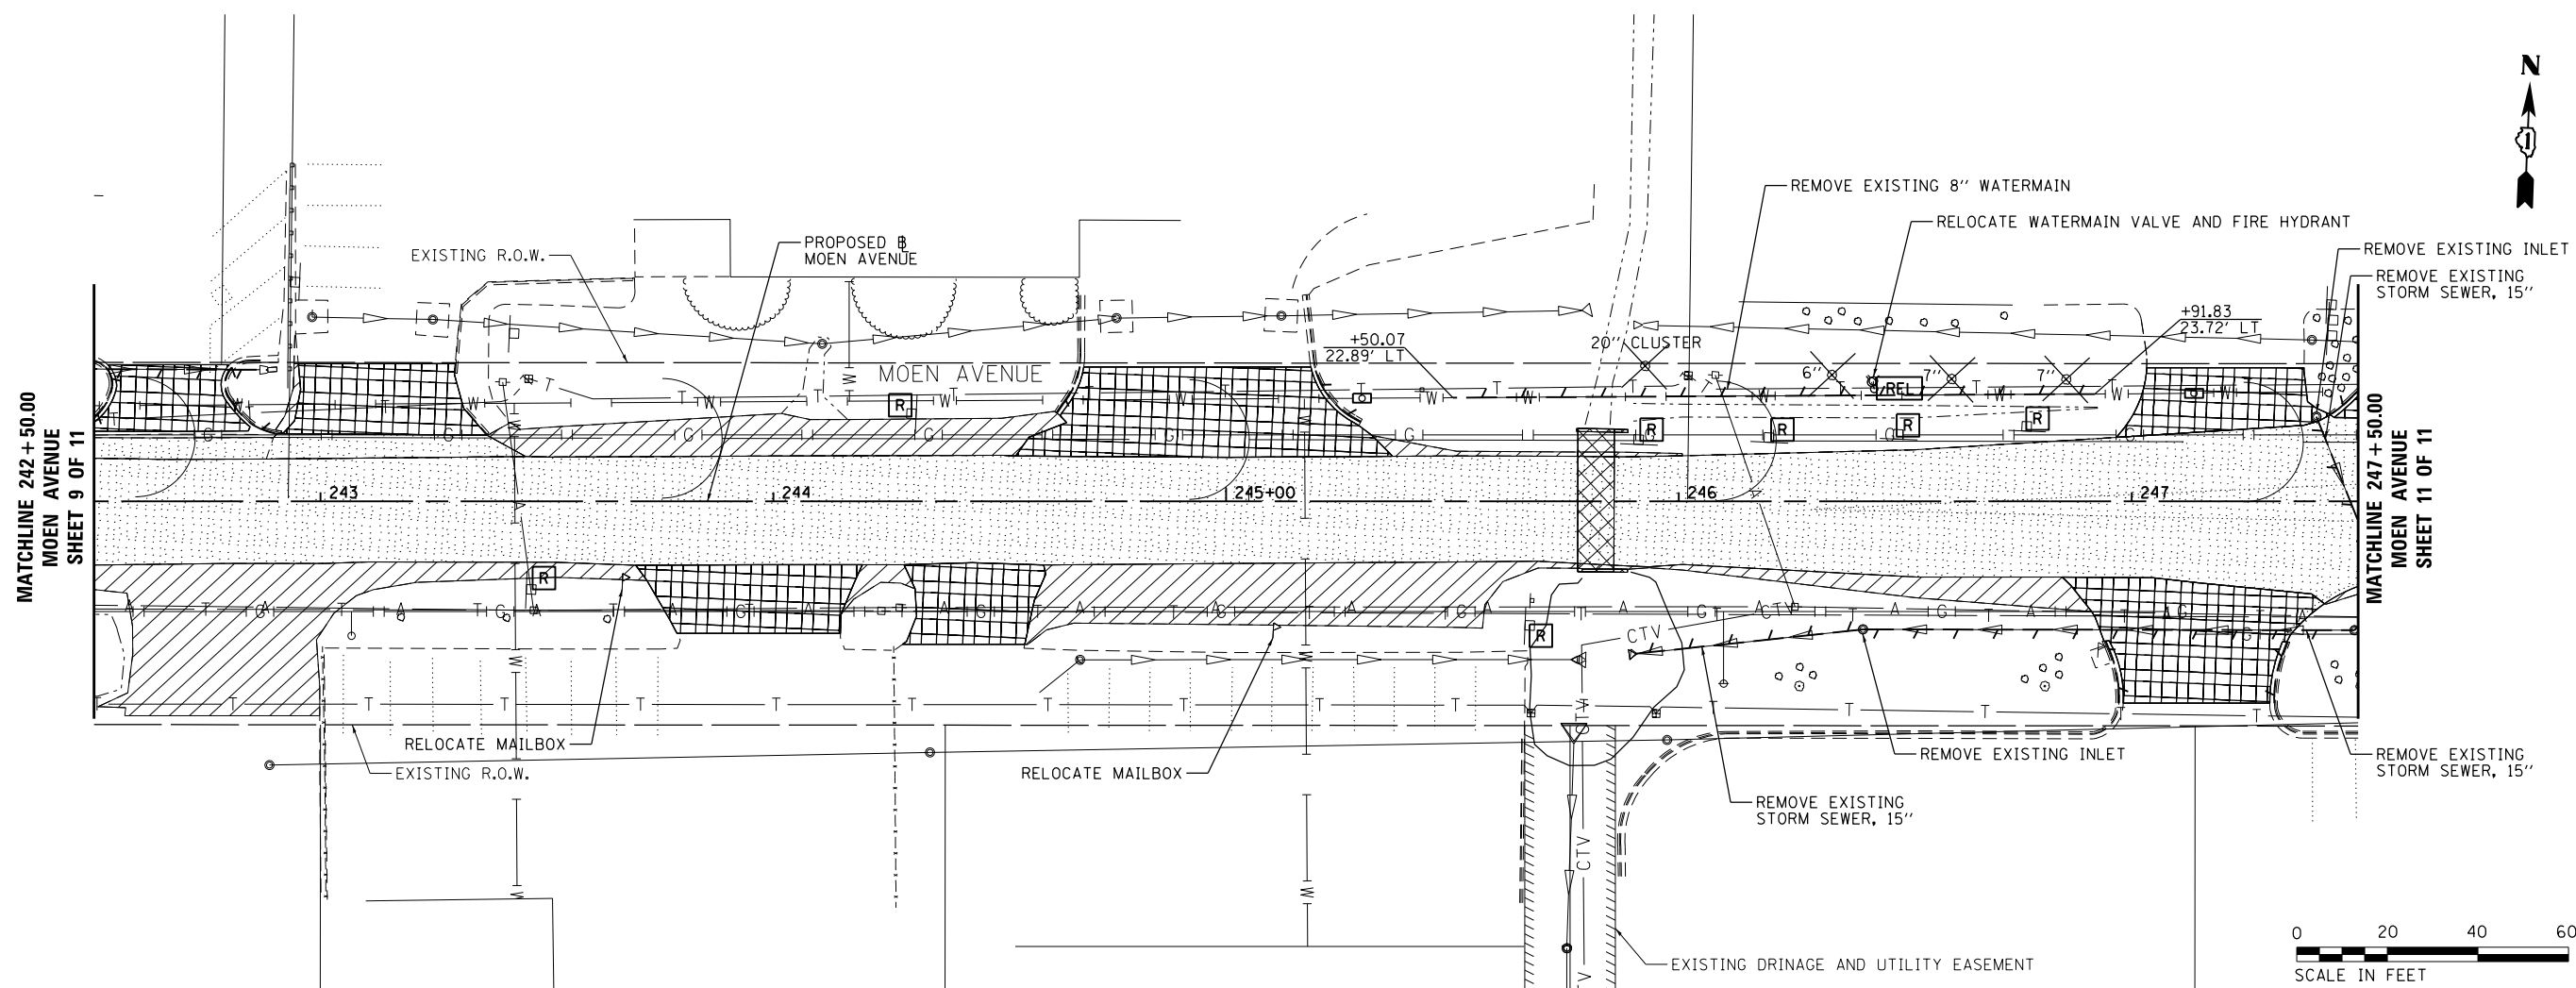 N
REMOVE EXISTING 8'' WATERMAIN
RELOCATE WATERMAIN VALVE AND FIRE HYDRANT
PROPOSED BL
MOEN AVENUE
EXISTING R.O.W.
REMOVE EXISTING INLET
REMOVE EXISTING
STORM SEWER, 15''
+91.83
23.72' LT
+50.07
22.89' LT
20'' CLUSTER
6''
7''
7''
REL
MOEN AVENUE
R
R
R
R
R
MATCHLINE 242+50.00
MOEN AVENUE
SHEET 9 OF 11
243
244
245+00
246
247
MATCHLINE 247+50.00
MOEN AVENUE
SHEET 11 OF 11
R
R
CTV
CTV
CTV
CTV
RELOCATE MAILBOX
EXISTING R.O.W.
RELOCATE MAILBOX
REMOVE EXISTING INLET
REMOVE EXISTING
STORM SEWER, 15''
REMOVE EXISTING
STORM SEWER, 15''
EXISTING DRINAGE AND UTILITY EASEMENT
0 20 40 60
SCALE IN FEET